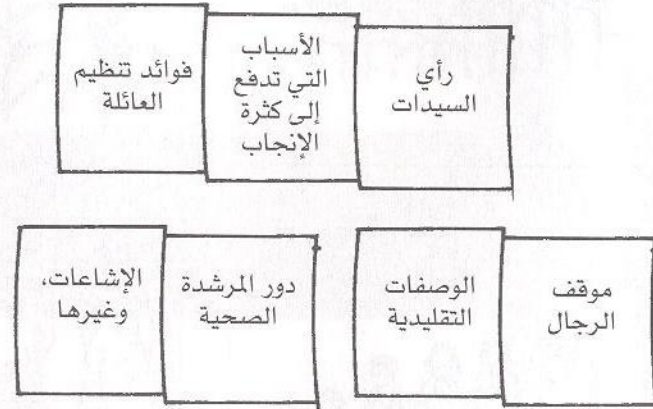 رأي
السيدات
الأسباب
التي تدفع
إلى كثرة
الإنجاب
فوائد تنظيم
العائلة
موقف
الرجال
الوصفات
التقليدية
دور المرشدة
الصحية
الإشاعات،
وغيرها